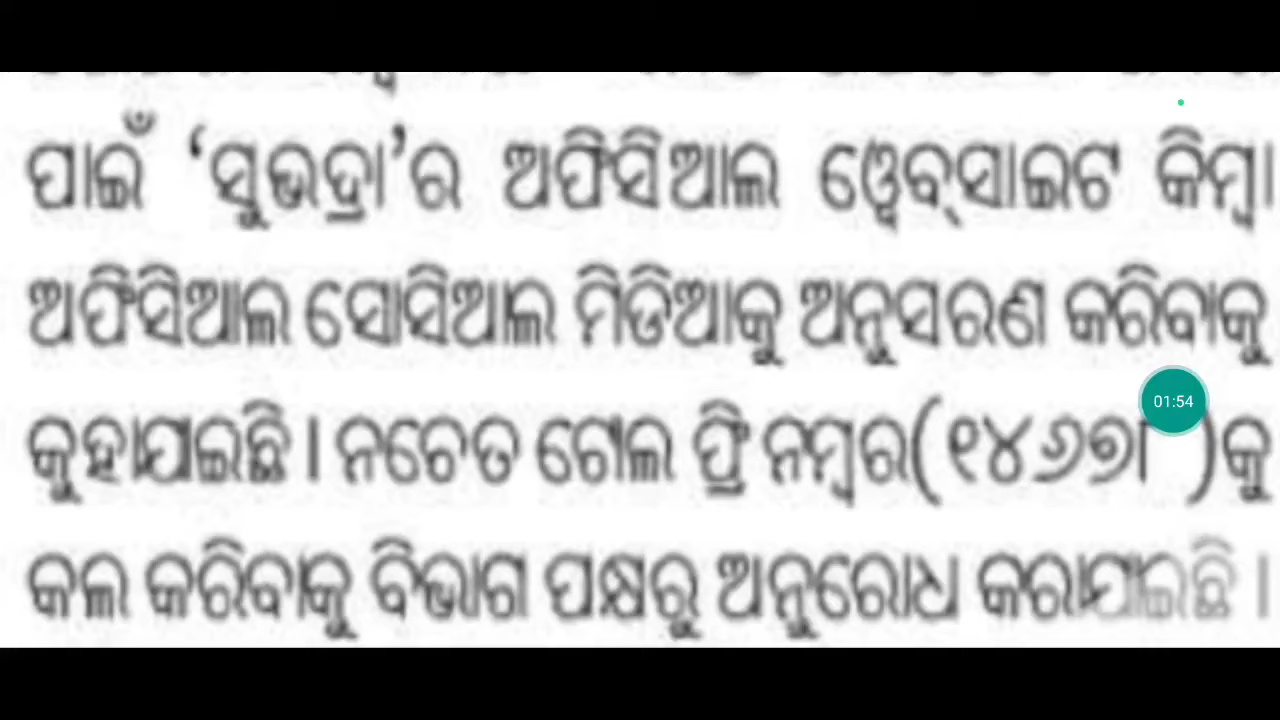 ପାଇଁ ‘ସୁଭଦ୍ରା’ର ଅଫିସିଆଲ ୱେବ୍‌ସାଇଟ କିମ୍ବା
ଅଫିସିଆଲ ସୋସିଆଲ ମିଡିଆକୁ ଅନୁସରଣ କରିବାକୁ
କୁହାଯାଇଛି । ନଚେତ ଟୋଲ ଫ୍ରି ନମ୍ବର
01:54
କଲ କରିବାକୁ ବିଭାଗ ପକ୍ଷରୁ ଅନୁରୋଧ କରାଯାଇଛି ।